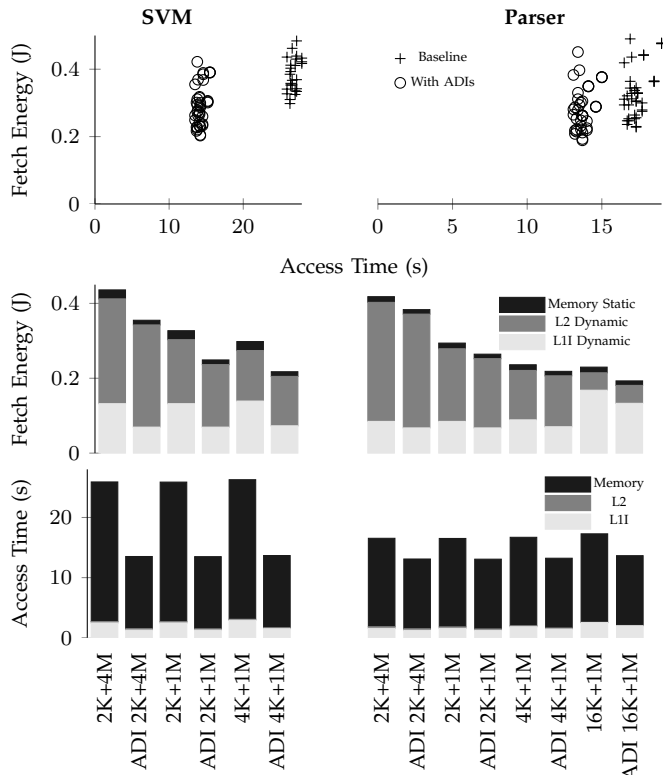 SVM
Parser
Fetch Energy (J)
0.4
0.2
0
Baseline
With ADIs
0
10
20
0
5
10
15
Access Time (s)
Fetch Energy (J)
0.4
0.2
0
Memory Static
L2 Dynamic
L1I Dynamic
Access Time (s)
20
10
0
Memory
L2
L1I
2K+4M
ADI 2K+4M
2K+1M
ADI 2K+1M
4K+1M
ADI 4K+1M
2K+4M
ADI 2K+4M
2K+1M
ADI 2K+1M
4K+1M
ADI 4K+1M
16K+1M
ADI 16K+1M